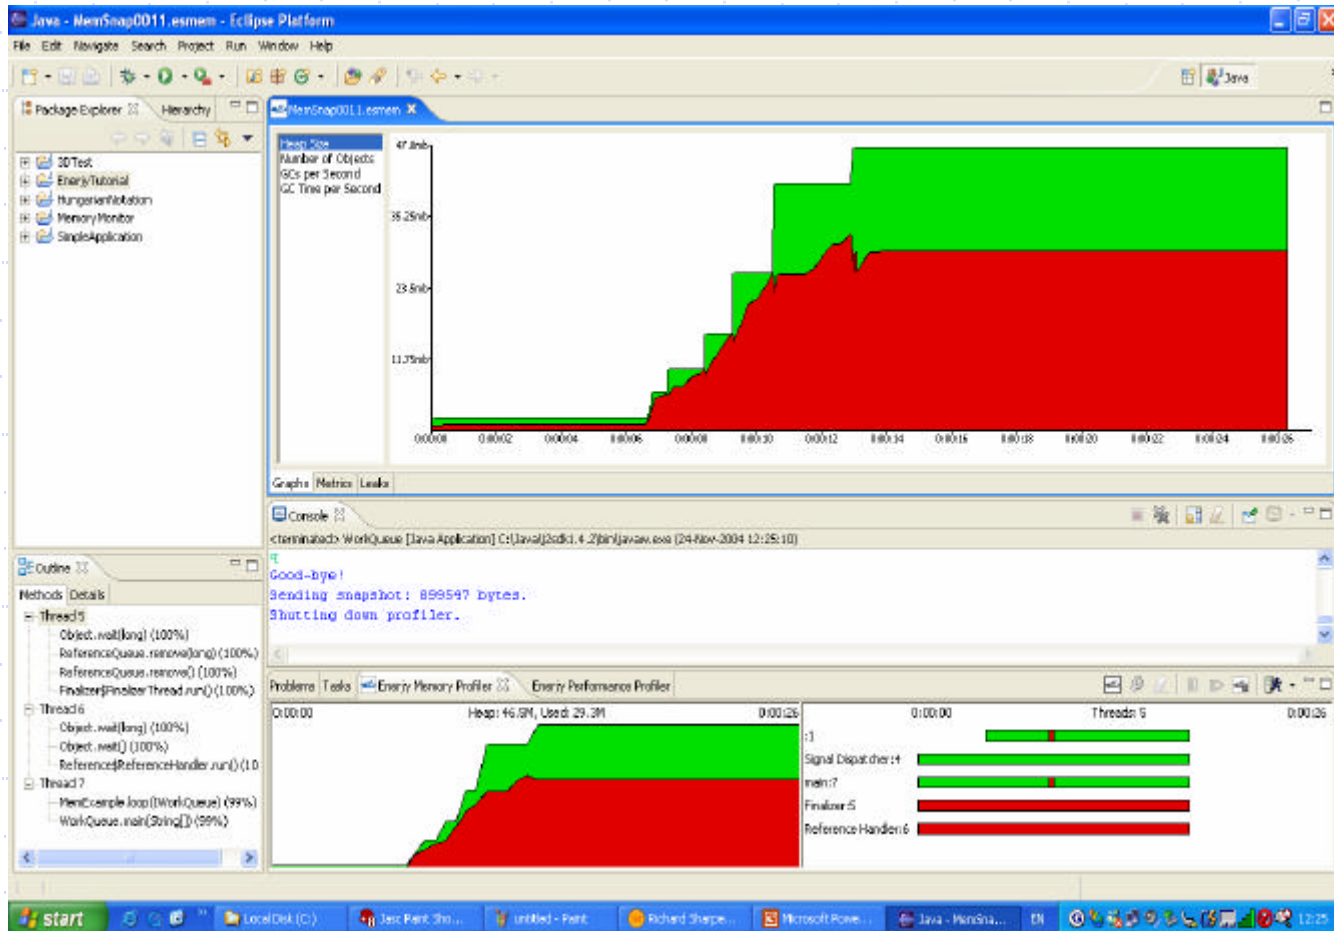 Java - MemSnap0011.esmem - Eclipse Platform
File Edit Navigate Search Project Run Window Help
Java
Package Explorer Hierarchy
3DTest
EnerjyTutorial
HungarianNotation
MemoryMonitor
SimpleApplication
MemSnap0011.esmem
Heap Size
Number of Objects
GCs per Second
GC Time per Second
47.0mb
35.25mb
23.5mb
11.75mb
0:00:00 0:00:02 0:00:04 0:00:06 0:00:08 0:00:10 0:00:12 0:00:14 0:00:16 0:00:18 0:00:20 0:00:22 0:00:24 0:00:26
Graphs Metrics Leaks
Console
<terminated> WorkQueue [Java Application] C:\Java\j2sdk1.4.2\bin\javaw.exe (24-Nov-2004 12:25:10)
q
Good-bye!
Sending snapshot: 899547 bytes.
Shutting down profiler.
Outline
Methods Details
Thread 5
Object.wait(long) (100%)
ReferenceQueue.remove(long) (100%)
ReferenceQueue.remove() (100%)
Finalizer$FinalizerThread.run() (100%)
Thread 6
Object.wait(long) (100%)
Object.wait() (100%)
Reference$ReferenceHandler.run() (10
Thread 7
MemExample.loop(IWorkQueue) (99%)
WorkQueue.main(String[]) (99%)
Problems Tasks Enerjy Memory Profiler Enerjy Performance Profiler
0:00:00 Heap: 46.9M, Used: 29.3M 0:00:26
0:00:00 Threads: 5 0:00:26
:1
Signal Dispatcher:4
main:7
Finalizer:5
Reference Handler:6
start
Local Disk (C:)
Jasc Paint Sho...
untitled - Paint
Richard Sharpe...
Microsoft Powe...
Java - MemSna...
EN
12:25